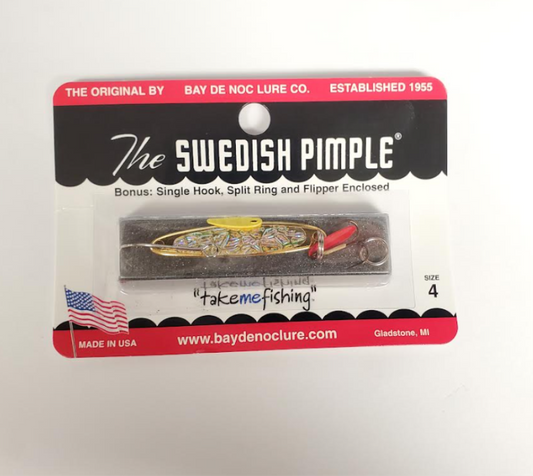 THE ORIGINAL BY BAY DE NOC LURE CO. ESTABLISHED 1955
The SWEDISH PIMPLE®
Bonus: Single Hook, Split Ring and Flipper Enclosed
"takemefishing"
SIZE
4
MADE IN USA
www.baydenoclure.com
Gladstone, MI